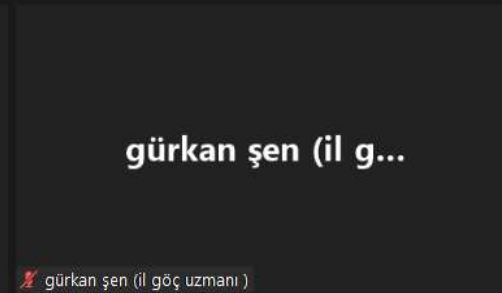 gürkan şen (il g...
gürkan şen (il göç uzmanı )